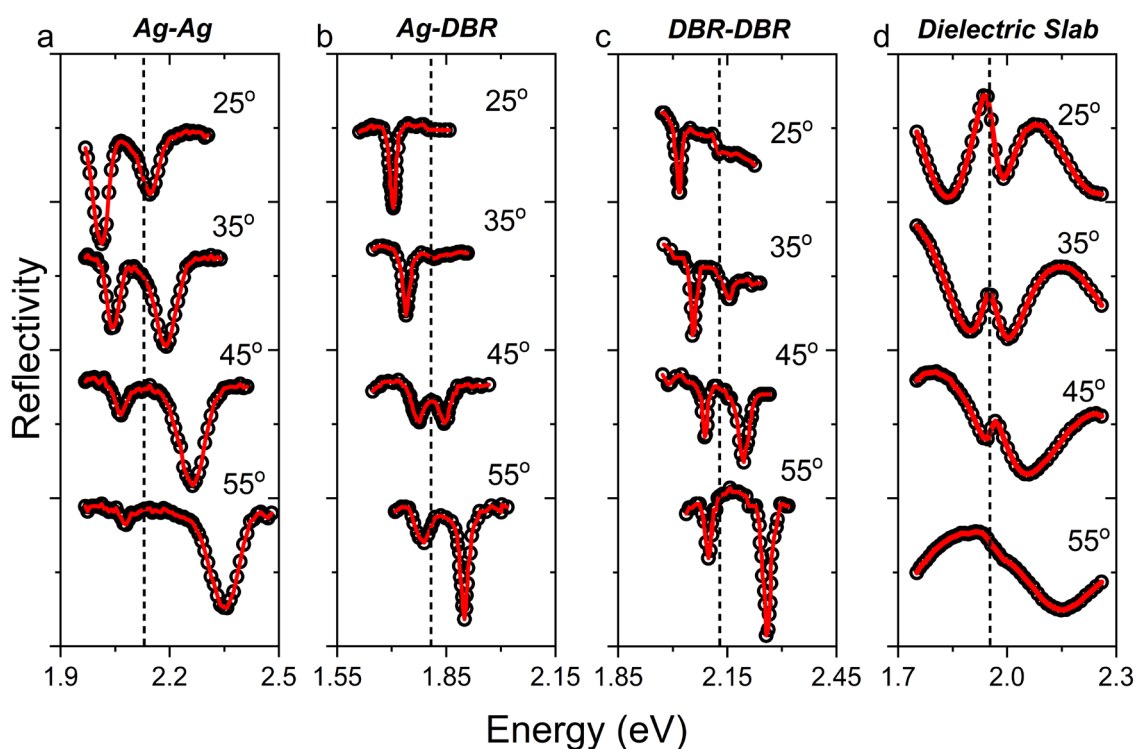 a Ag-Ag
b Ag-DBR
c DBR-DBR
d Dielectric Slab
25° 25° 25° 25°
35° 35° 35° 35°
45° 45° 45° 45°
55° 55° 55° 55°
Reflectivity
1.9 2.2 2.5 1.55 1.85 2.15 1.85 2.15 2.45 1.7 2.0 2.3
Energy (eV)